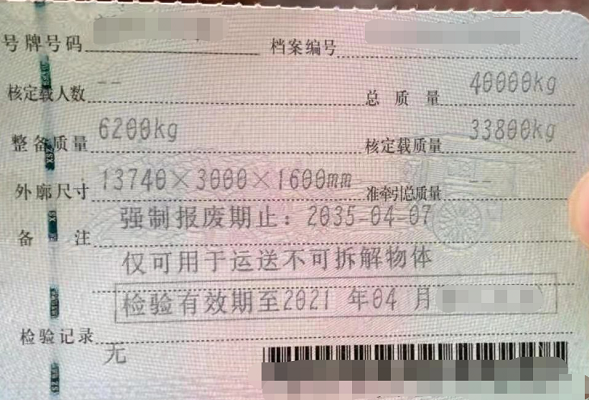 号牌号码 档案编号
核定载人数 -- 总质量 40000kg
整备质量 6200kg 核定载质量 33800kg
外廓尺寸 13740×3000×1600mm 准牵引总质量 --
备注 强制报废期止：2035-04-07
仅可用于运送不可拆解物体
检验有效期至2021 年04 月
检验记录
无